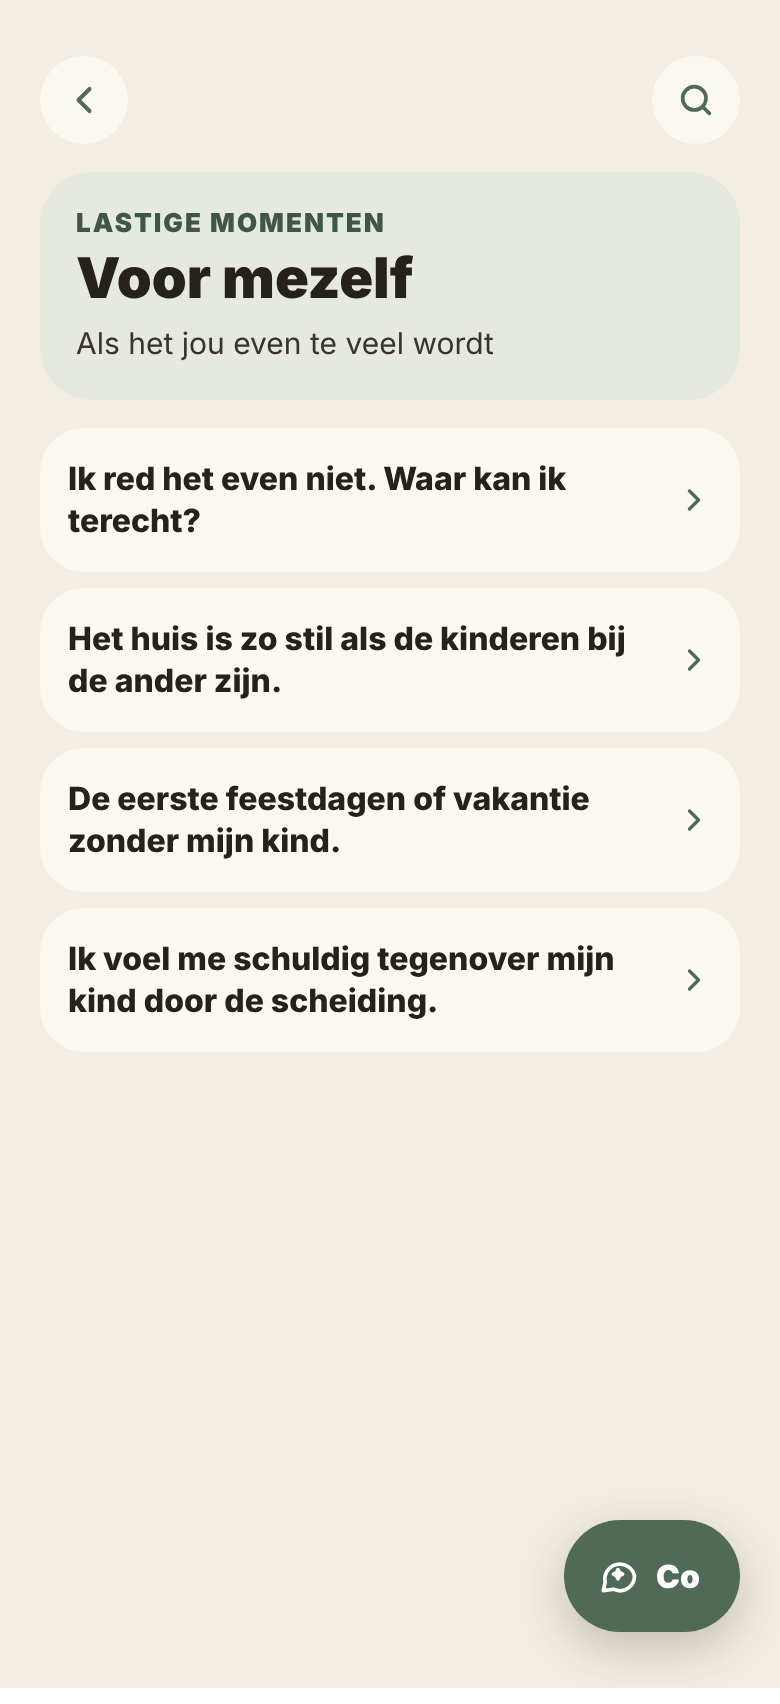 LASTIGE MOMENTEN
Voor mezelf
Als het jou even te veel wordt
Ik red het even niet. Waar kan ik
terecht?
Het huis is zo stil als de kinderen bij
de ander zijn.
De eerste feestdagen of vakantie
zonder mijn kind.
Ik voel me schuldig tegenover mijn
kind door de scheiding.
Co